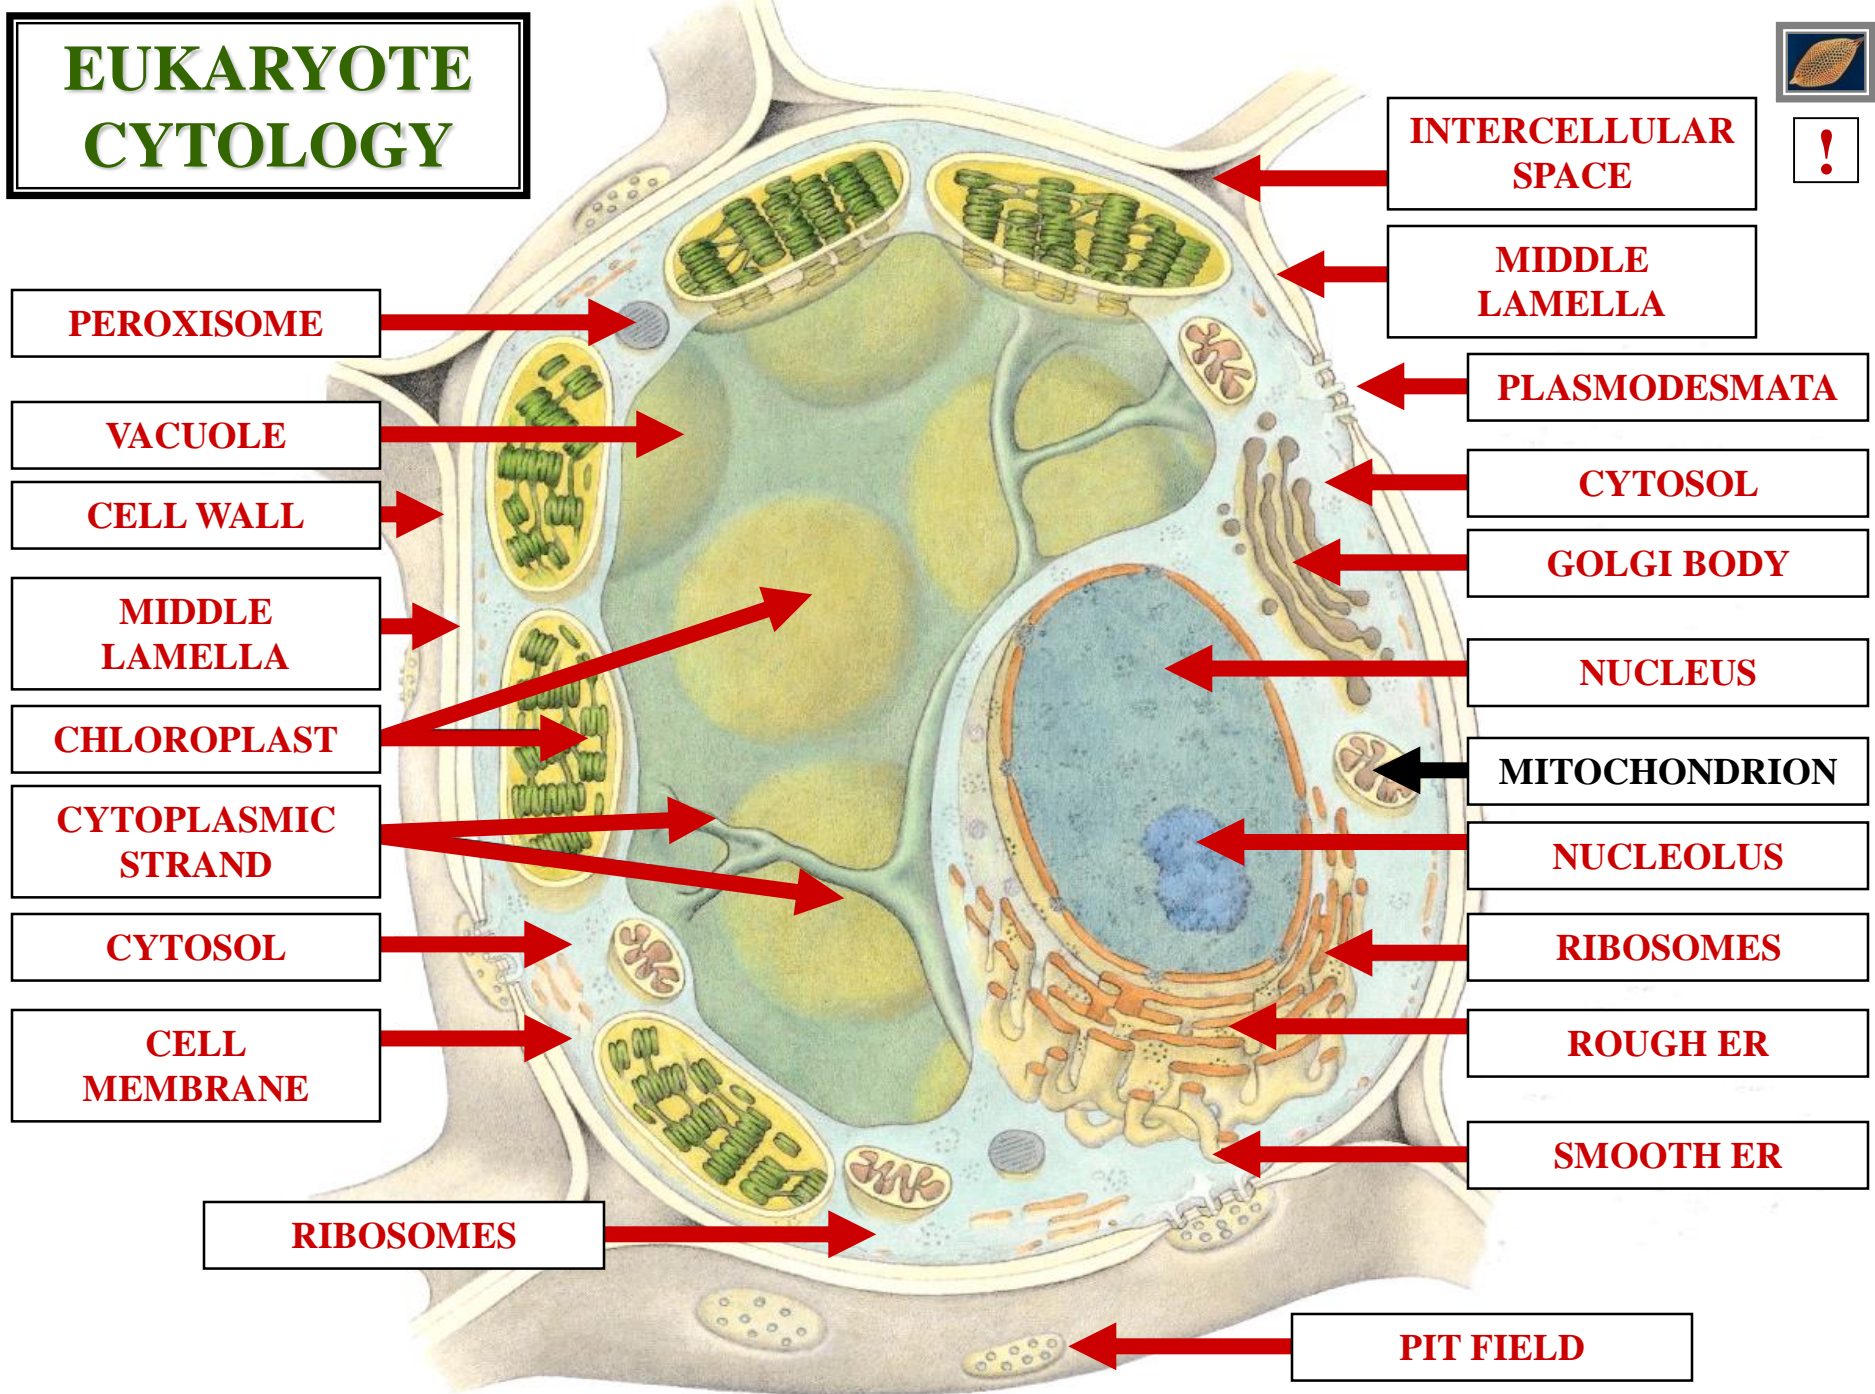 EUKARYOTE
CYTOLOGY
!
INTERCELLULAR
SPACE
MIDDLE
LAMELLA
PLASMODESMATA
CYTOSOL
GOLGI BODY
NUCLEUS
MITOCHONDRION
NUCLEOLUS
RIBOSOMES
ROUGH ER
SMOOTH ER
PIT FIELD
PEROXISOME
VACUOLE
CELL WALL
MIDDLE
LAMELLA
CHLOROPLAST
CYTOPLASMIC
STRAND
CYTOSOL
CELL
MEMBRANE
RIBOSOMES